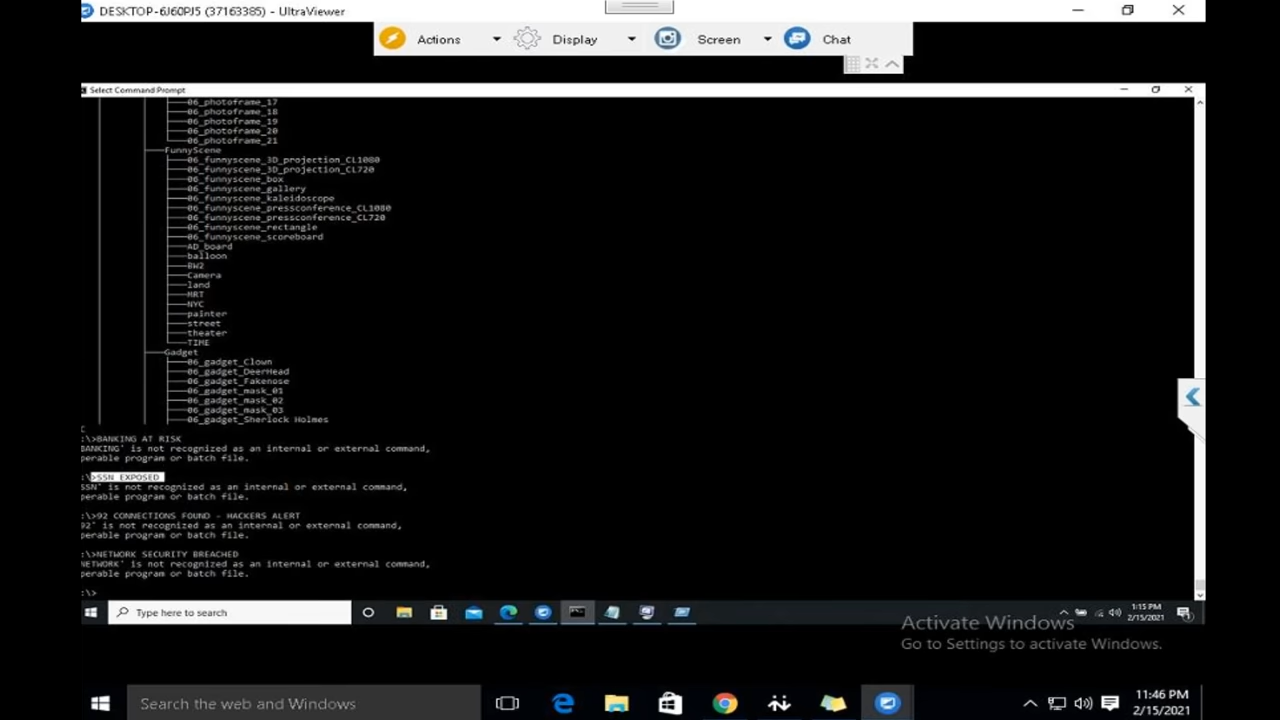 DESKTOP-6J60PJ5 (37163385) - UltraViewer
Actions Display Screen Chat
Select Command Prompt
06_photoframe_17
06_photoframe_18
06_photoframe_19
06_photoframe_20
06_photoframe_21
FunnyScene
06_funnyscene_3D_projection_CL1080
06_funnyscene_3D_projection_CL720
06_funnyscene_box
06_funnyscene_gallery
06_funnyscene_kaleidoscope
06_funnyscene_pressconference_CL1080
06_funnyscene_pressconference_CL720
06_funnyscene_rectangle
06_funnyscene_scoreboard
AD_board
balloon
BW2
Camera
land
MRT
NYC
painter
street
theater
TIME
Gadget
06_gadget_Clown
06_gadget_DeerHead
06_gadget_Fakenose
06_gadget_mask_01
06_gadget_mask_02
06_gadget_mask_03
06_gadget_Sherlock Holmes
:\>BANKING AT RISK
BANKING' is not recognized as an internal or external command,
perable program or batch file.
:\>SSN EXPOSED
SSN' is not recognized as an internal or external command,
perable program or batch file.
:\>92 CONNECTIONS FOUND - HACKERS ALERT
92' is not recognized as an internal or external command,
perable program or batch file.
:\>NETWORK SECURITY BREACHED
NETWORK' is not recognized as an internal or external command,
perable program or batch file.
:\>
Type here to search
1:15 PM
2/15/2021
Activate Windows
Go to Settings to activate Windows.
Search the web and Windows
11:46 PM
2/15/2021